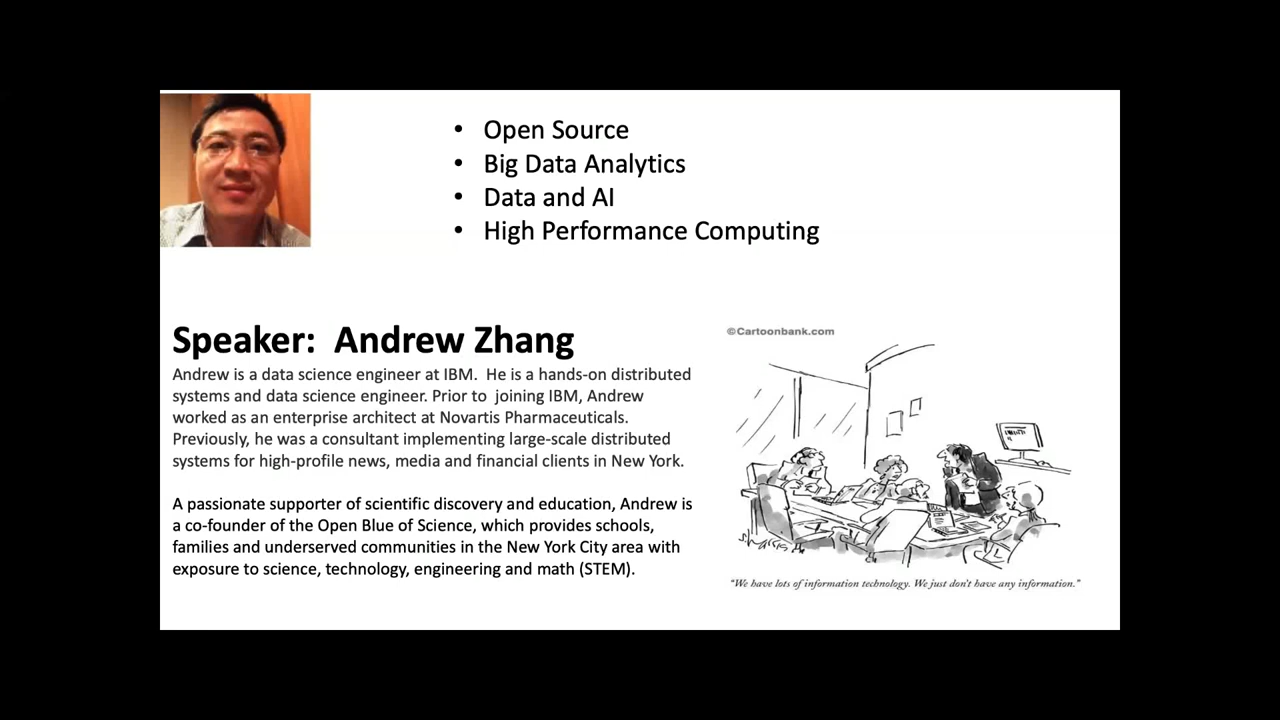 • Open Source
• Big Data Analytics
• Data and AI
• High Performance Computing
Speaker:  Andrew Zhang
Andrew is a data science engineer at IBM.  He is a hands-on distributed
systems and data science engineer. Prior to  joining IBM, Andrew
worked as an enterprise architect at Novartis Pharmaceuticals.
Previously, he was a consultant implementing large-scale distributed
systems for high-profile news, media and financial clients in New York.
A passionate supporter of scientific discovery and education, Andrew is
a co-founder of the Open Blue of Science, which provides schools,
families and underserved communities in the New York City area with
exposure to science, technology, engineering and math (STEM).
©Cartoonbank.com
S.Harris
“We have lots of information technology. We just don't have any information.”